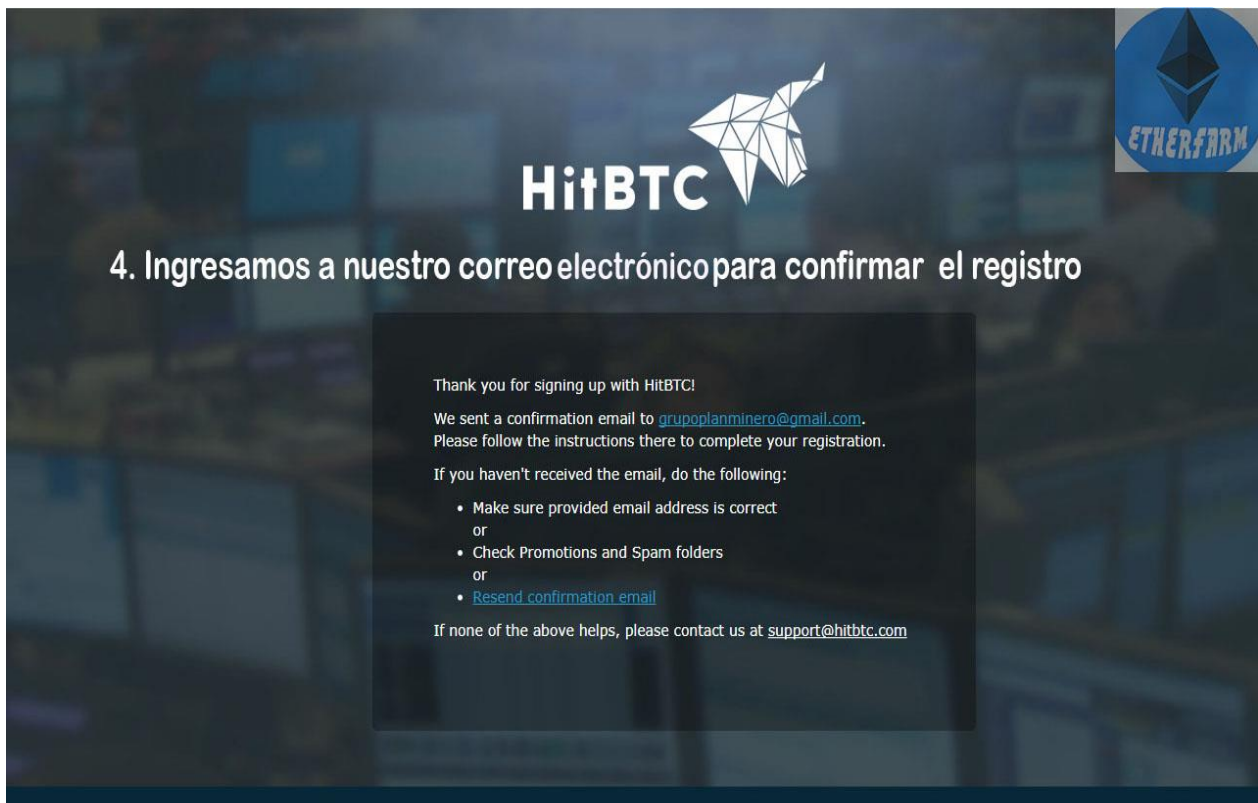 ETHERFARM
HitBTC
4. Ingresamos a nuestro correo electrónico para confirmar el registro
Thank you for signing up with HitBTC!
We sent a confirmation email to grupoplanminero@gmail.com.
Please follow the instructions there to complete your registration.
If you haven't received the email, do the following:
• Make sure provided email address is correct
or
• Check Promotions and Spam folders
or
• Resend confirmation email
If none of the above helps, please contact us at support@hitbtc.com